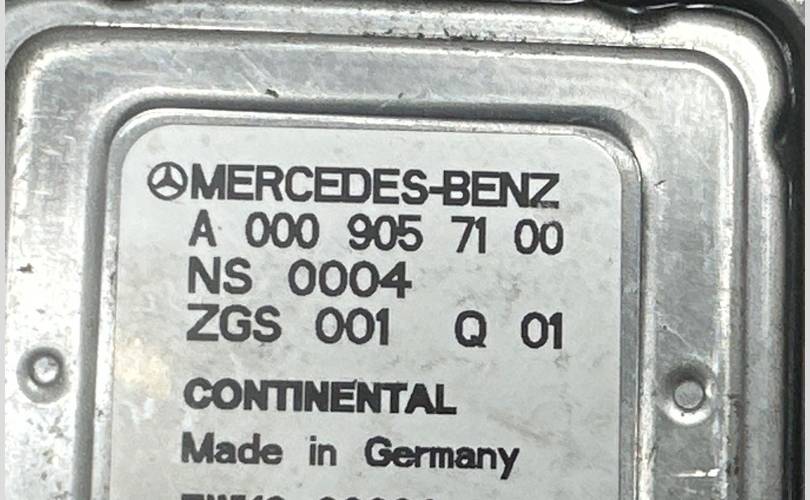 MERCEDES-BENZ
A 000 905 71 00
NS 0004
ZGS 001 Q 01
CONTINENTAL
Made in Germany